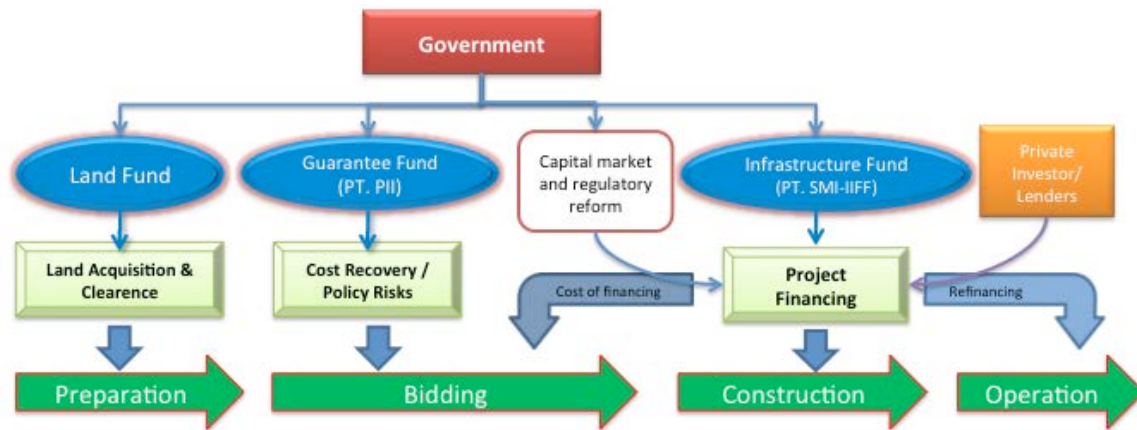 Government
Land Fund
Guarantee Fund
(PT. PII)
Capital market
and regulatory
reform
Infrastructure Fund
(PT. SMI-IIFF)
Private
Investor/
Lenders
Land Acquisition &
Clearence
Cost Recovery /
Policy Risks
Cost of financing
Project
Financing
Refinancing
Preparation
Bidding
Construction
Operation